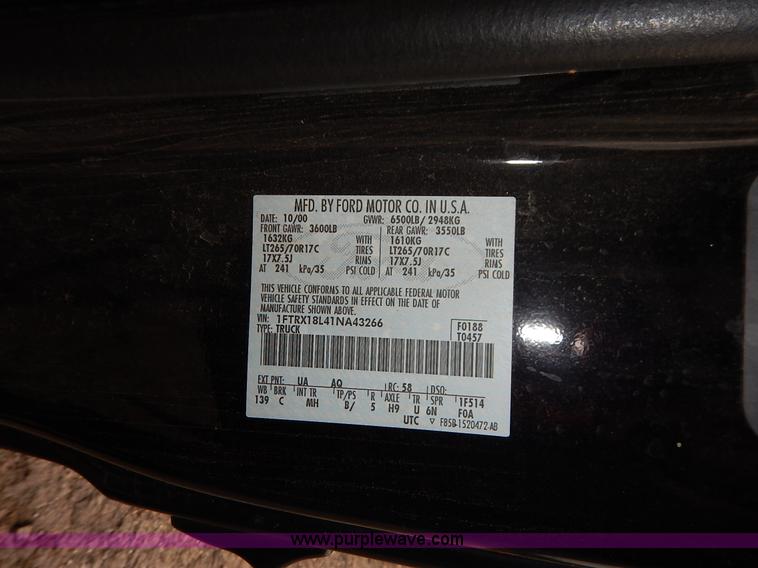 MFD. BY FORD MOTOR CO. IN U.S.A.
DATE: 10/00 GVWR: 6500LB/ 2948KG
FRONT GAWR: 3600LB REAR GAWR: 3550LB
1632KG WITH 1610KG WITH
LT265/70R17C TIRES LT265/70R17C TIRES
17X7.5J RIMS 17X7.5J RIMS
AT 241 kPa/35 PSI COLD AT 241 kPa/35 PSI COLD
THIS VEHICLE CONFORMS TO ALL APPLICABLE FEDERAL MOTOR
VEHICLE SAFETY STANDARDS IN EFFECT ON THE DATE OF
MANUFACTURE SHOWN ABOVE.
VIN: 1FTRX18L41NA43266 F0188
TYPE: TRUCK T0457
EXT PNT: UA AQ RC: 58 DSO:
WB BRK INT TR TP/PS R AXLE TR SPR 1F514
139 C MH B/ 5 H9 U 6N F0A
UTC ▽ F85B-1520472-AB
www.purplewave.com